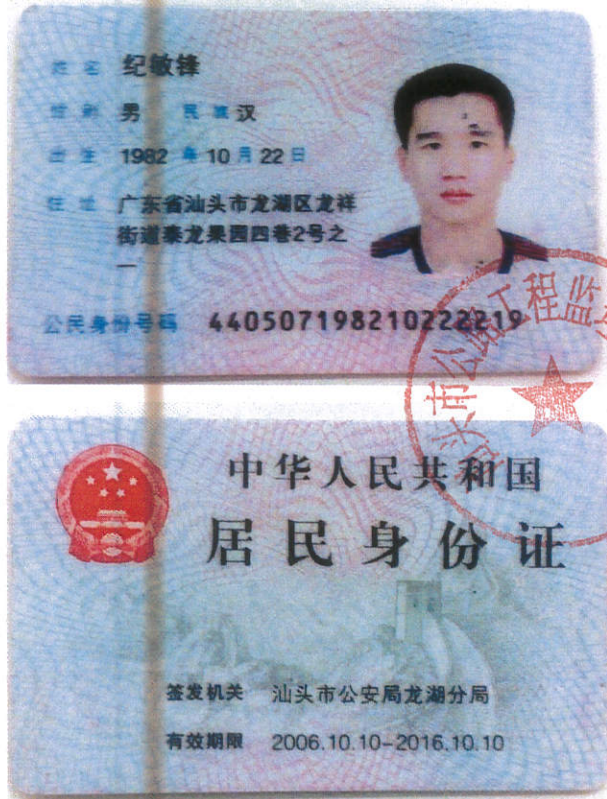 姓名 纪敏锋
性别 男 民族 汉
出生 1982 年 10 月 22 日
住址 广东省汕头市龙湖区龙祥
街道泰龙果园四巷2号之
一
公民身份号码 440507198210222219
汕头市公路工程监
中华人民共和国
居民身份证
签发机关 汕头市公安局龙湖分局
有效期限 2006.10.10-2016.10.10